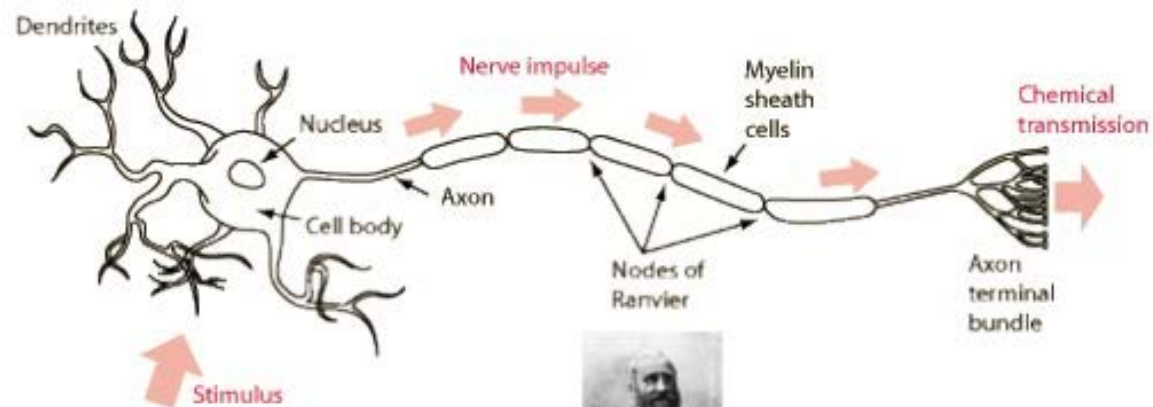 Dendrites
Nerve impulse
Myelin
sheath
cells
Chemical
transmission
Nucleus
Axon
Cell body
Nodes of
Ranvier
Axon
terminal
bundle
Stimulus